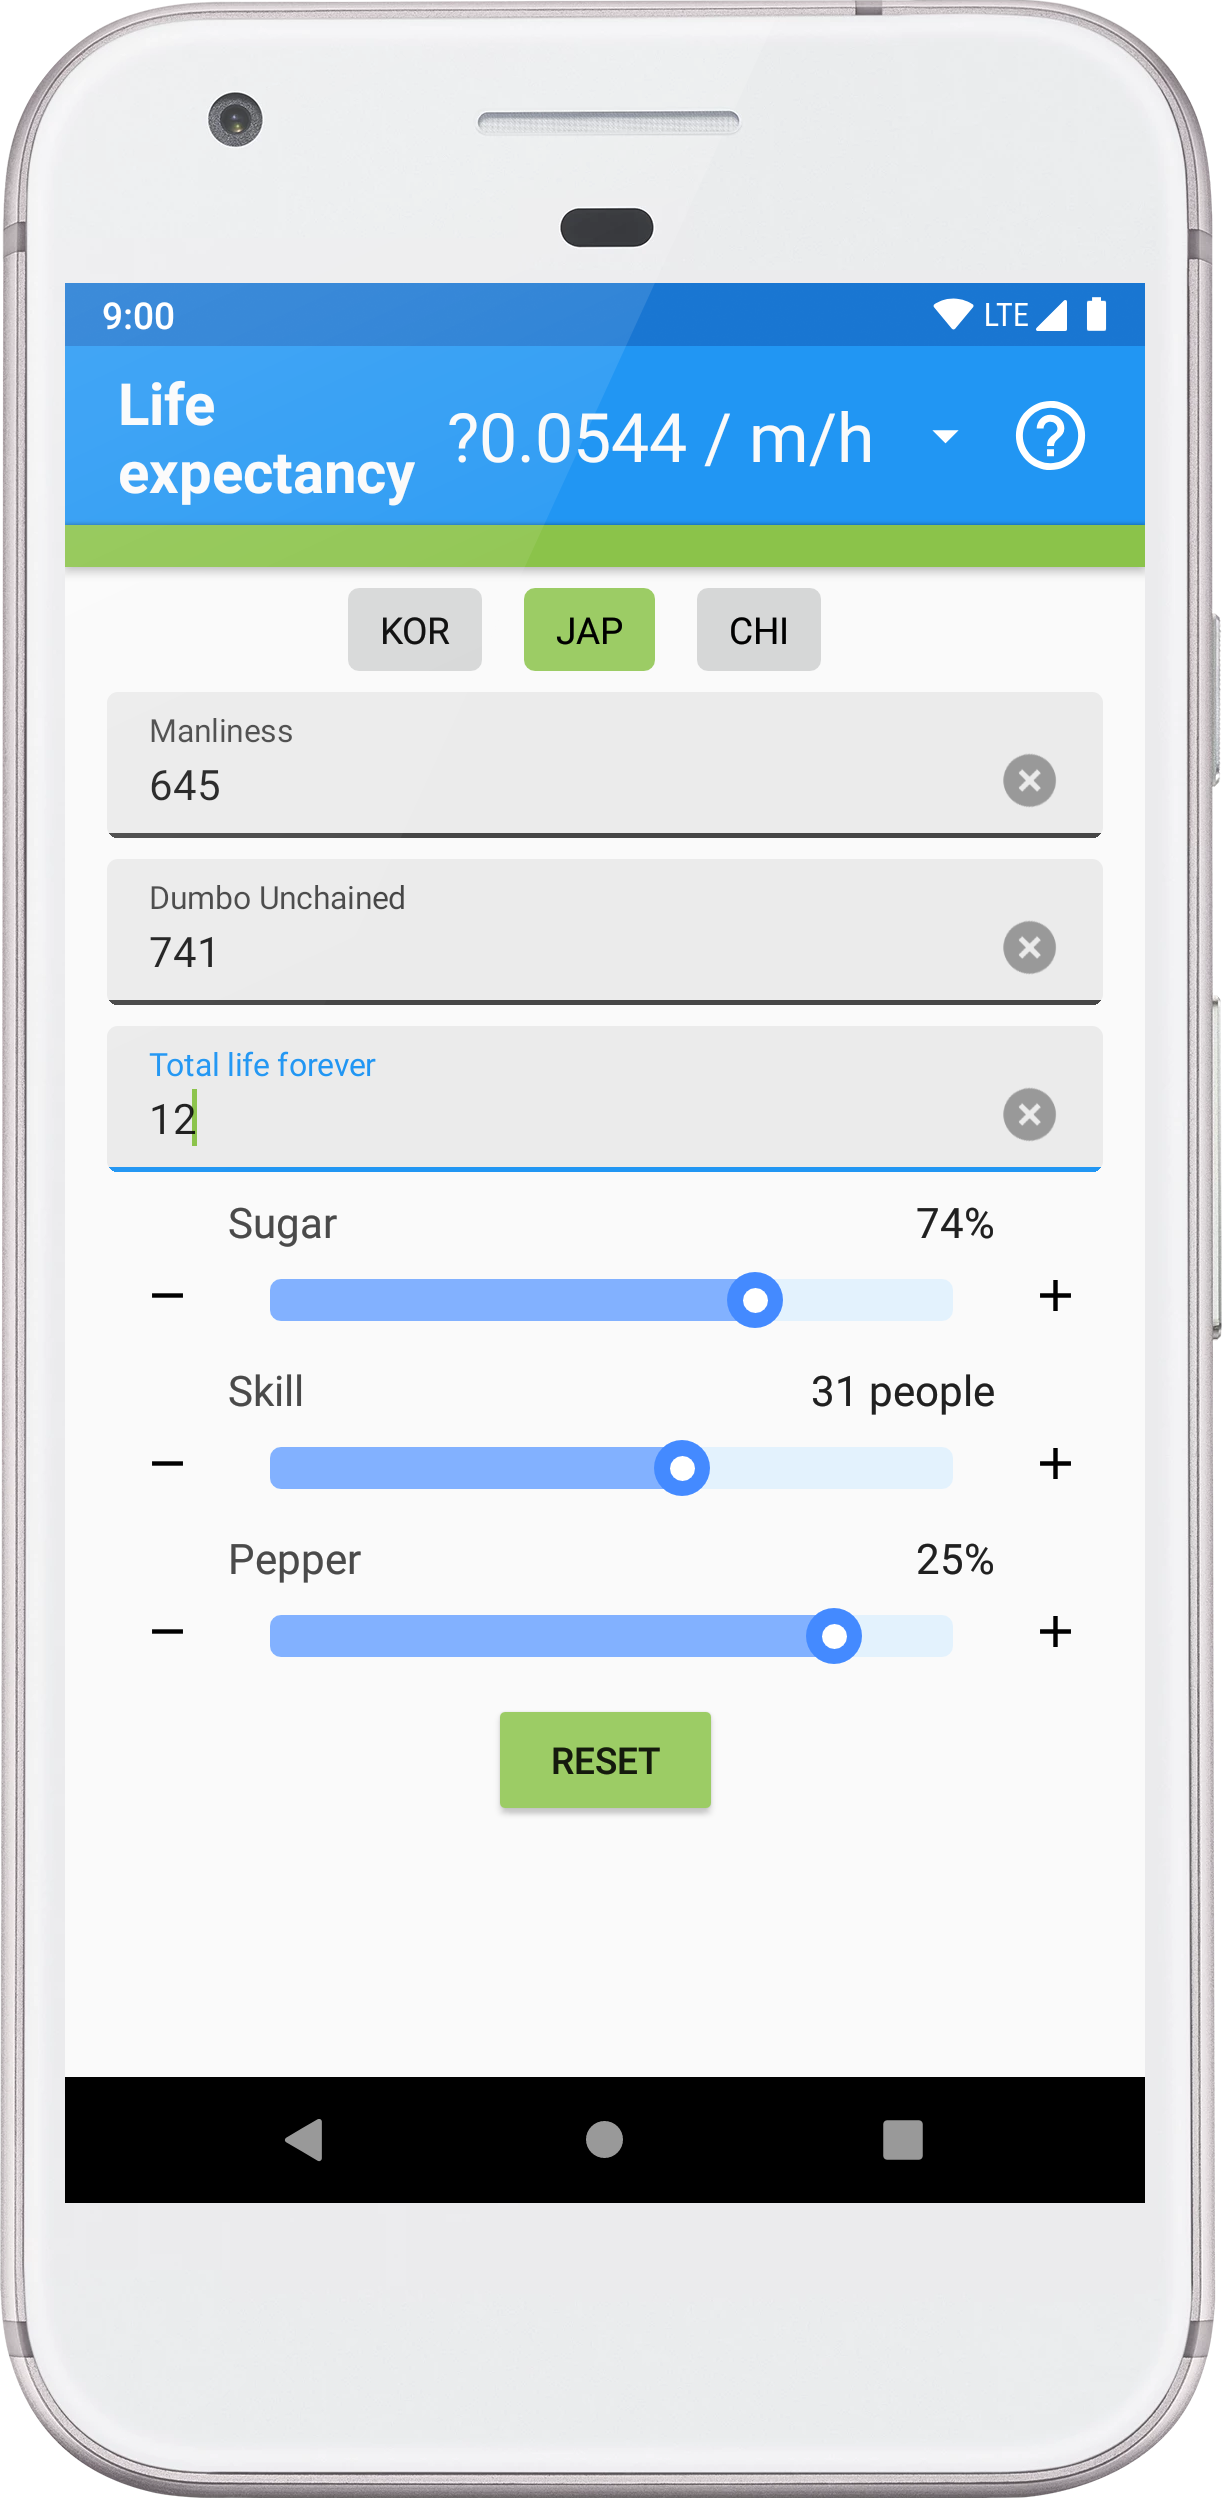 9:00 LTE
Life
expectancy
?0.0544 / m/h
KOR JAP CHI
Manliness
645
Dumbo Unchained
741
Total life forever
12
Sugar 74%
Skill 31 people
Pepper 25%
RESET